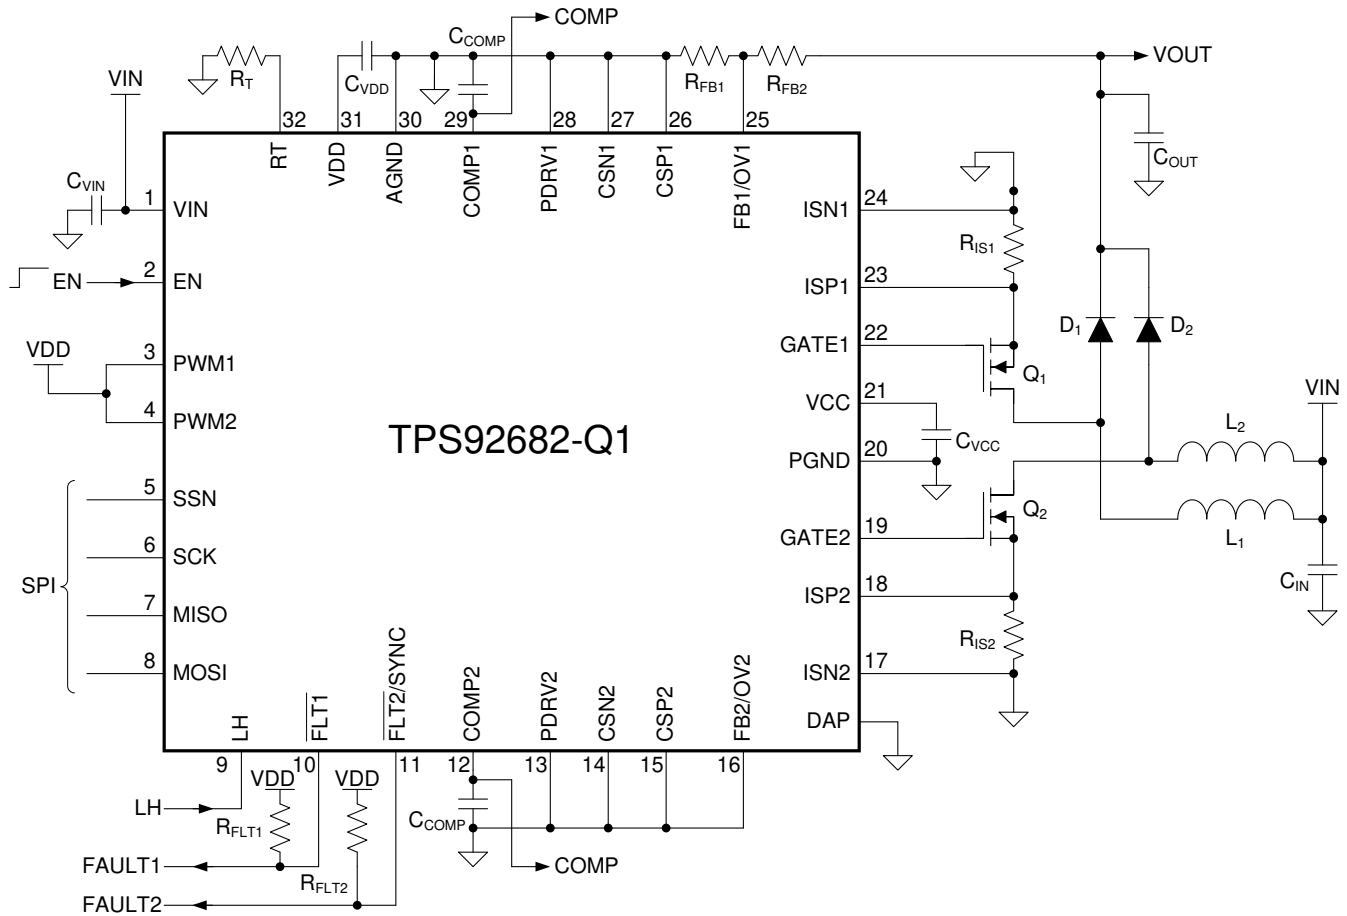 COMP
C_COMP
VOUT
R_T
C_VDD
R_FB1
R_FB2
VIN
32
31
30
29
28
27
26
25
RT
VDD
AGND
COMP1
PDRV1
CSN1
CSP1
FB1/OV1
C_OUT
C_VIN
1
VIN
ISN1
24
R_IS1
EN
2
EN
ISP1
23
VDD
3
PWM1
GATE1
22
Q_1
D_1
D_2
4
PWM2
VCC
21
VIN
TPS92682-Q1
C_VCC
L_2
PGND
20
SPI
5
SSN
Q_2
6
SCK
GATE2
19
L_1
C_IN
7
MISO
ISP2
18
R_IS2
8
MOSI
ISN2
17
DAP
LH
FLT1
FLT2/SYNC
COMP2
PDRV2
CSN2
CSP2
FB2/OV2
9
10
11
12
13
14
15
16
VDD
VDD
LH
R_FLT1
C_COMP
FAULT1
COMP
R_FLT2
FAULT2